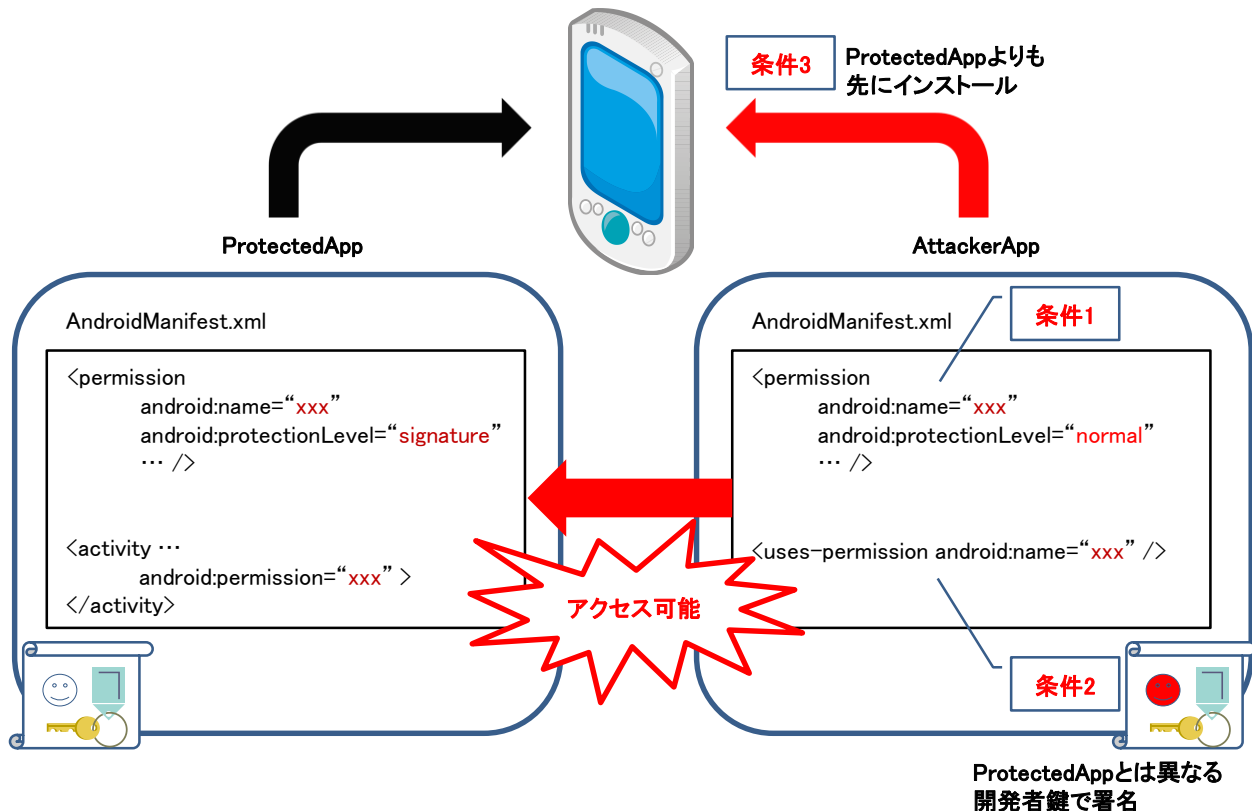 条件3
ProtectedAppよりも
先にインストール
ProtectedApp
AttackerApp
AndroidManifest.xml
<permission
android:name=“xxx”
android:protectionLevel=“signature”
… />
<activity …
android:permission=“xxx” >
</activity>
アクセス可能
AndroidManifest.xml
条件1
<permission
android:name=“xxx”
android:protectionLevel=“normal”
… />
<uses-permission android:name=“xxx” />
条件2
ProtectedAppとは異なる
開発者鍵で署名